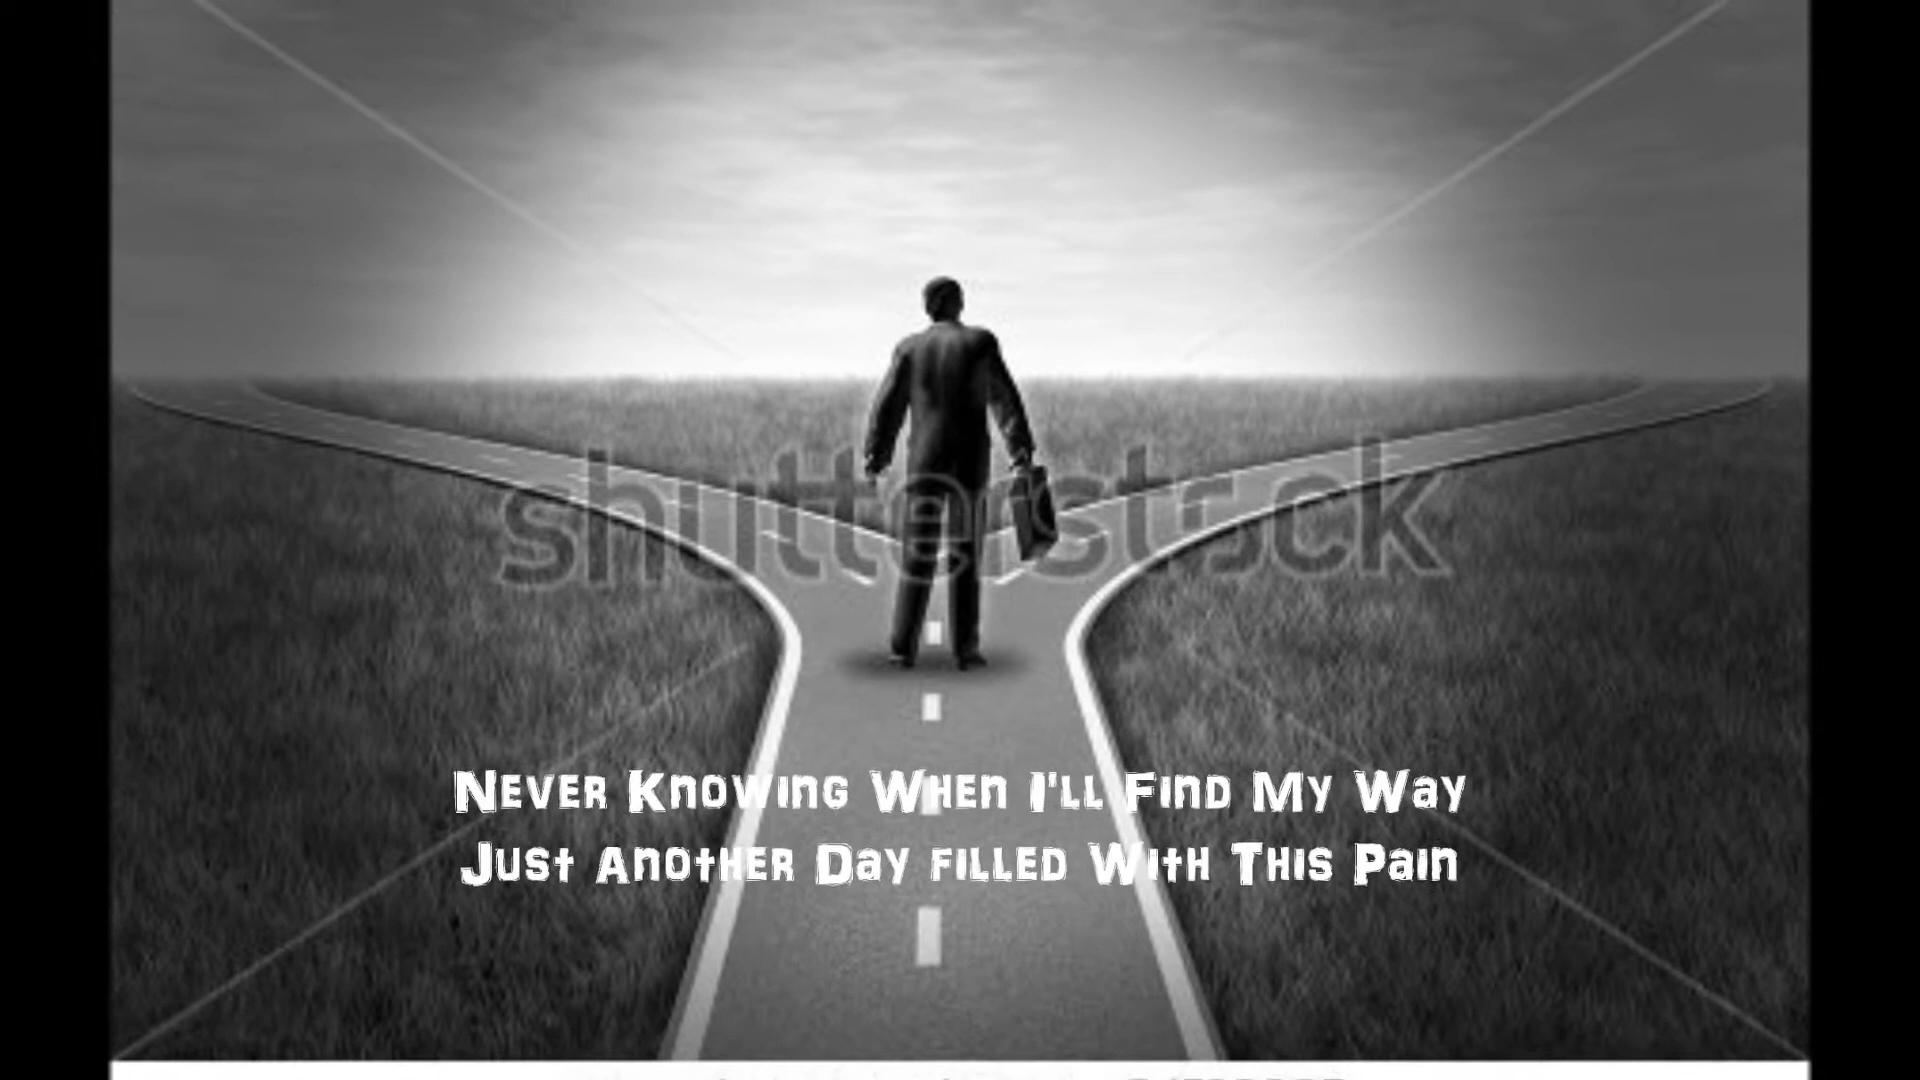 shutterstock
Never Knowing When I'll Find My Way
Just Another Day filled With This Pain